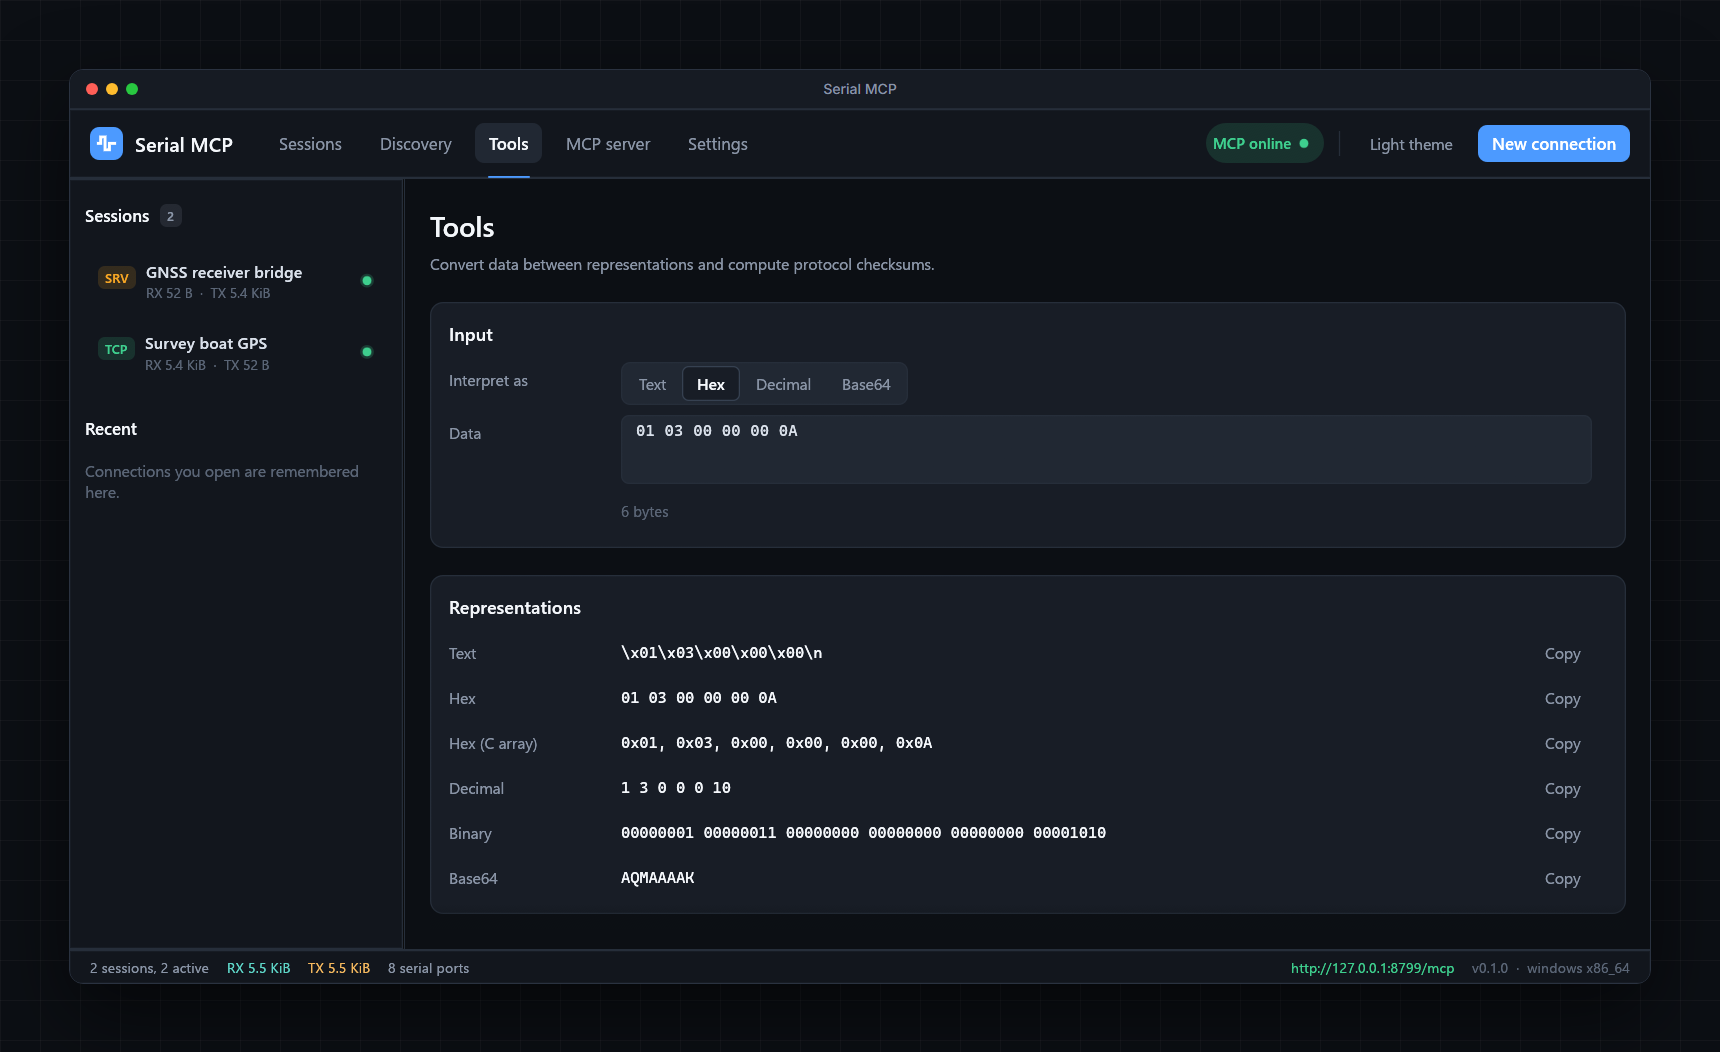 Serial MCP
Serial MCP
Sessions
Discovery
Tools
MCP server
Settings
MCP online
Light theme
New connection
Sessions 2
SRV
GNSS receiver bridge
RX 52 B · TX 5.4 KiB
TCP
Survey boat GPS
RX 5.4 KiB · TX 52 B
Recent
Connections you open are remembered
here.
Tools
Convert data between representations and compute protocol checksums.
Input
Interpret as
Text
Hex
Decimal
Base64
Data
01 03 00 00 00 0A
6 bytes
Representations
Text
\x01\x03\x00\x00\x00\n
Copy
Hex
01 03 00 00 00 0A
Copy
Hex (C array)
0x01, 0x03, 0x00, 0x00, 0x00, 0x0A
Copy
Decimal
1 3 0 0 0 10
Copy
Binary
00000001 00000011 00000000 00000000 00000000 00001010
Copy
Base64
AQMAAAAK
Copy
2 sessions, 2 active
RX 5.5 KiB
TX 5.5 KiB
8 serial ports
http://127.0.0.1:8799/mcp
v0.1.0 · windows x86_64